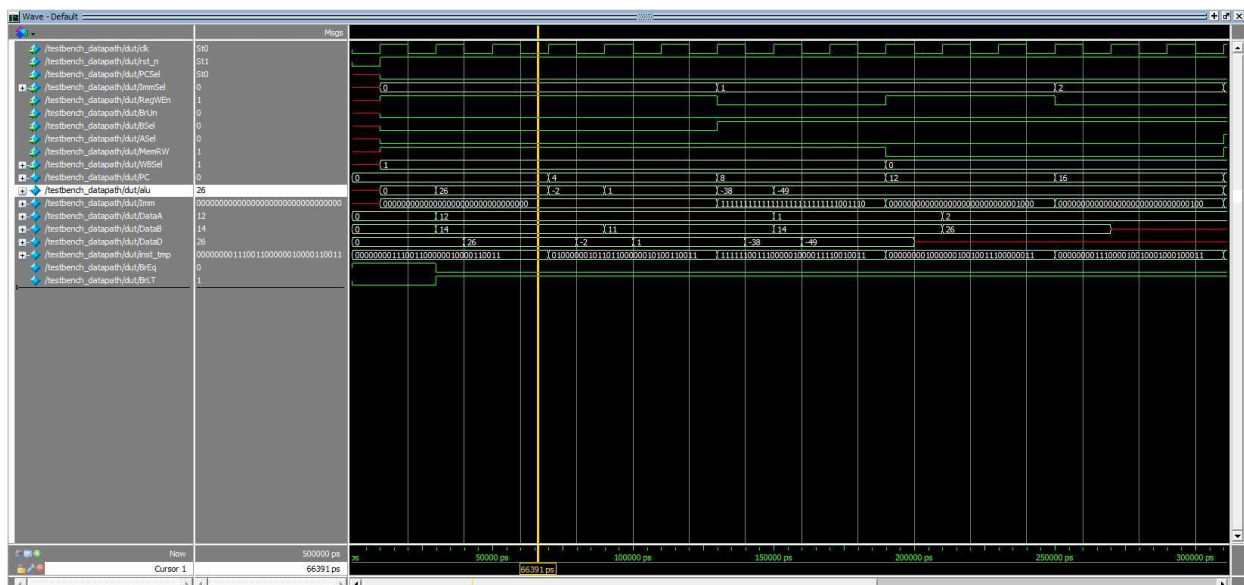 Wave - Default
Msgs
/testbench_datapath/dut/clk St0
/testbench_datapath/dut/rst_n St1
/testbench_datapath/dut/PCSel St0
/testbench_datapath/dut/ImmSel 0 0 1 2
/testbench_datapath/dut/RegWEn 1
/testbench_datapath/dut/BrUn 0
/testbench_datapath/dut/BSel 0
/testbench_datapath/dut/ASel 0
/testbench_datapath/dut/MemRW 1
/testbench_datapath/dut/WBSel 1 1 0
/testbench_datapath/dut/PC 0 0 4 8 12 16
/testbench_datapath/dut/alu 26 0 26 -2 1 -38 -49
/testbench_datapath/dut/Imm 00000000000000000000000000000000 00000000000000000000000000000000 11111111111111111111111111001110 00000000000000000000000000001000 00000000000000000000000000000100
/testbench_datapath/dut/DataA 12 0 12 1 2
/testbench_datapath/dut/DataB 14 0 14 11 14 26
/testbench_datapath/dut/DataD 26 0 26 -2 1 -38 -49
/testbench_datapath/dut/inst_tmp 00000000111001100000010000110011 00000000111001100000010000110011 01000000101101100000010100110011 11111100111000001000011110010011 00000000100000010010011100000011 00000000111000010010001000100011
/testbench_datapath/dut/BrEq 0
/testbench_datapath/dut/BrLT 1
Now 500000 ps ps 50000 ps 100000 ps 150000 ps 200000 ps 250000 ps 300000 ps
Cursor 1 66391 ps 66391 ps